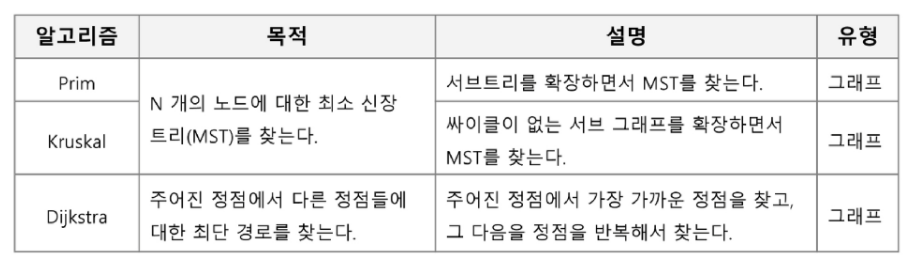 알고리즘 목적 설명 유형
Prim
N 개의 노드에 대한 최소 신장
트리(MST)를 찾는다.
서브트리를 확장하면서 MST를 찾는다.
그래프
Kruskal
싸이클이 없는 서브 그래프를 확장하면서
MST를 찾는다.
그래프
Dijkstra
주어진 정점에서 다른 정점들에
대한 최단 경로를 찾는다.
주어진 정점에서 가장 가까운 정점을 찾고,
그 다음을 정점을 반복해서 찾는다.
그래프